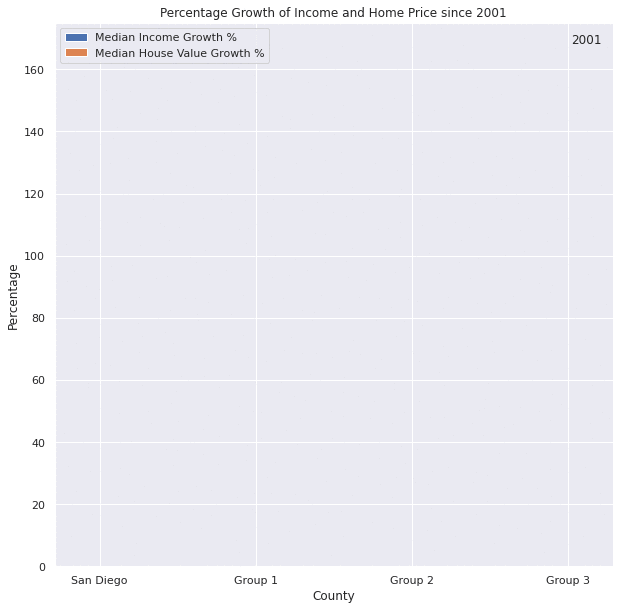 Percentage Growth of Income and Home Price since 2001
Median Income Growth %
Median House Value Growth %
2001
160
140
120
100
80
60
40
20
0
Percentage
San Diego Group 1 Group 2 Group 3
County